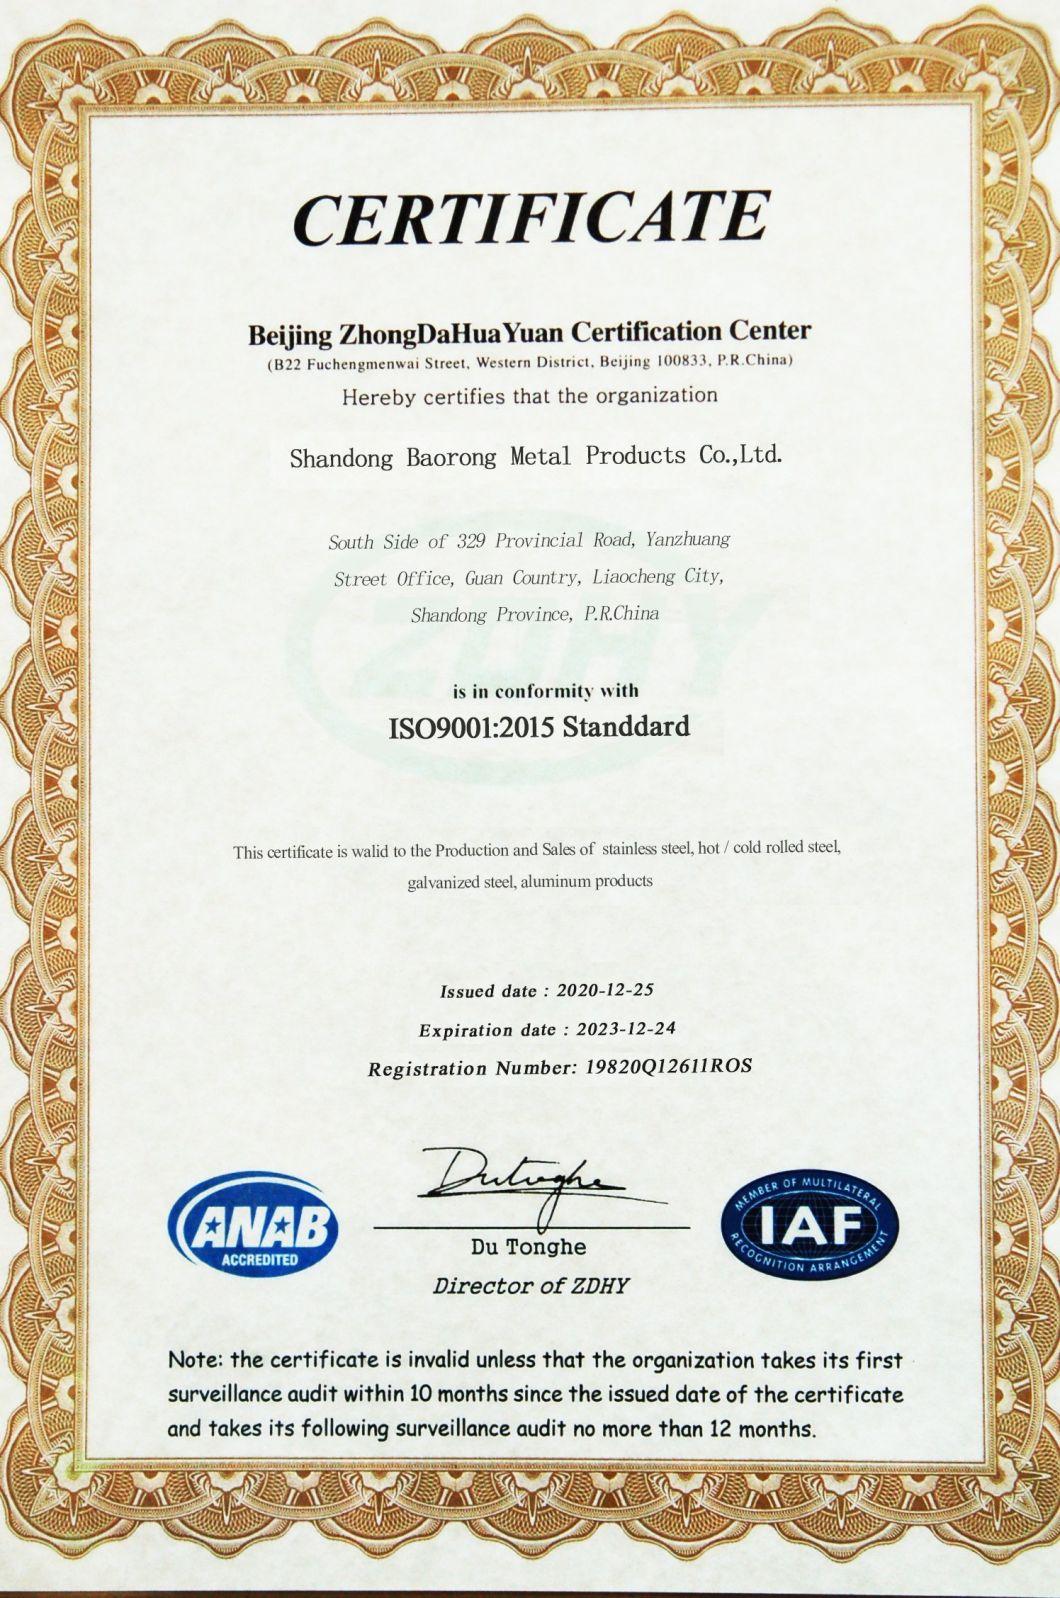 CERTIFICATE
Beijing ZhongDaHuaYuan Certification Center
(B22 Fuchengmenwai Street, Western District, Beijing 100833, P.R.China)
Hereby certifies that the organization
Shandong Baorong Metal Products Co.,Ltd.
ZDHY
South Side of 329 Provincial Road, Yanzhuang
Street Office, Guan Country, Liaocheng City,
Shandong Province, P.R.China
is in conformity with
ISO9001:2015 Standdard
This certificate is walid to the Production and Sales of stainless steel, hot / cold rolled steel,
galvanized steel, aluminum products
Issued date : 2020-12-25
Expiration date : 2023-12-24
Registration Number: 19820Q12611ROS
ANAB
ACCREDITED
Dutonghe
Du Tonghe
Director of ZDHY
MEMBER OF MULTILATERAL
IAF
RECOGNITION ARRANGEMENT
Note: the certificate is invalid unless that the organization takes its first
surveillance audit within 10 months since the issued date of the certificate
and takes its following surveillance audit no more than 12 months.